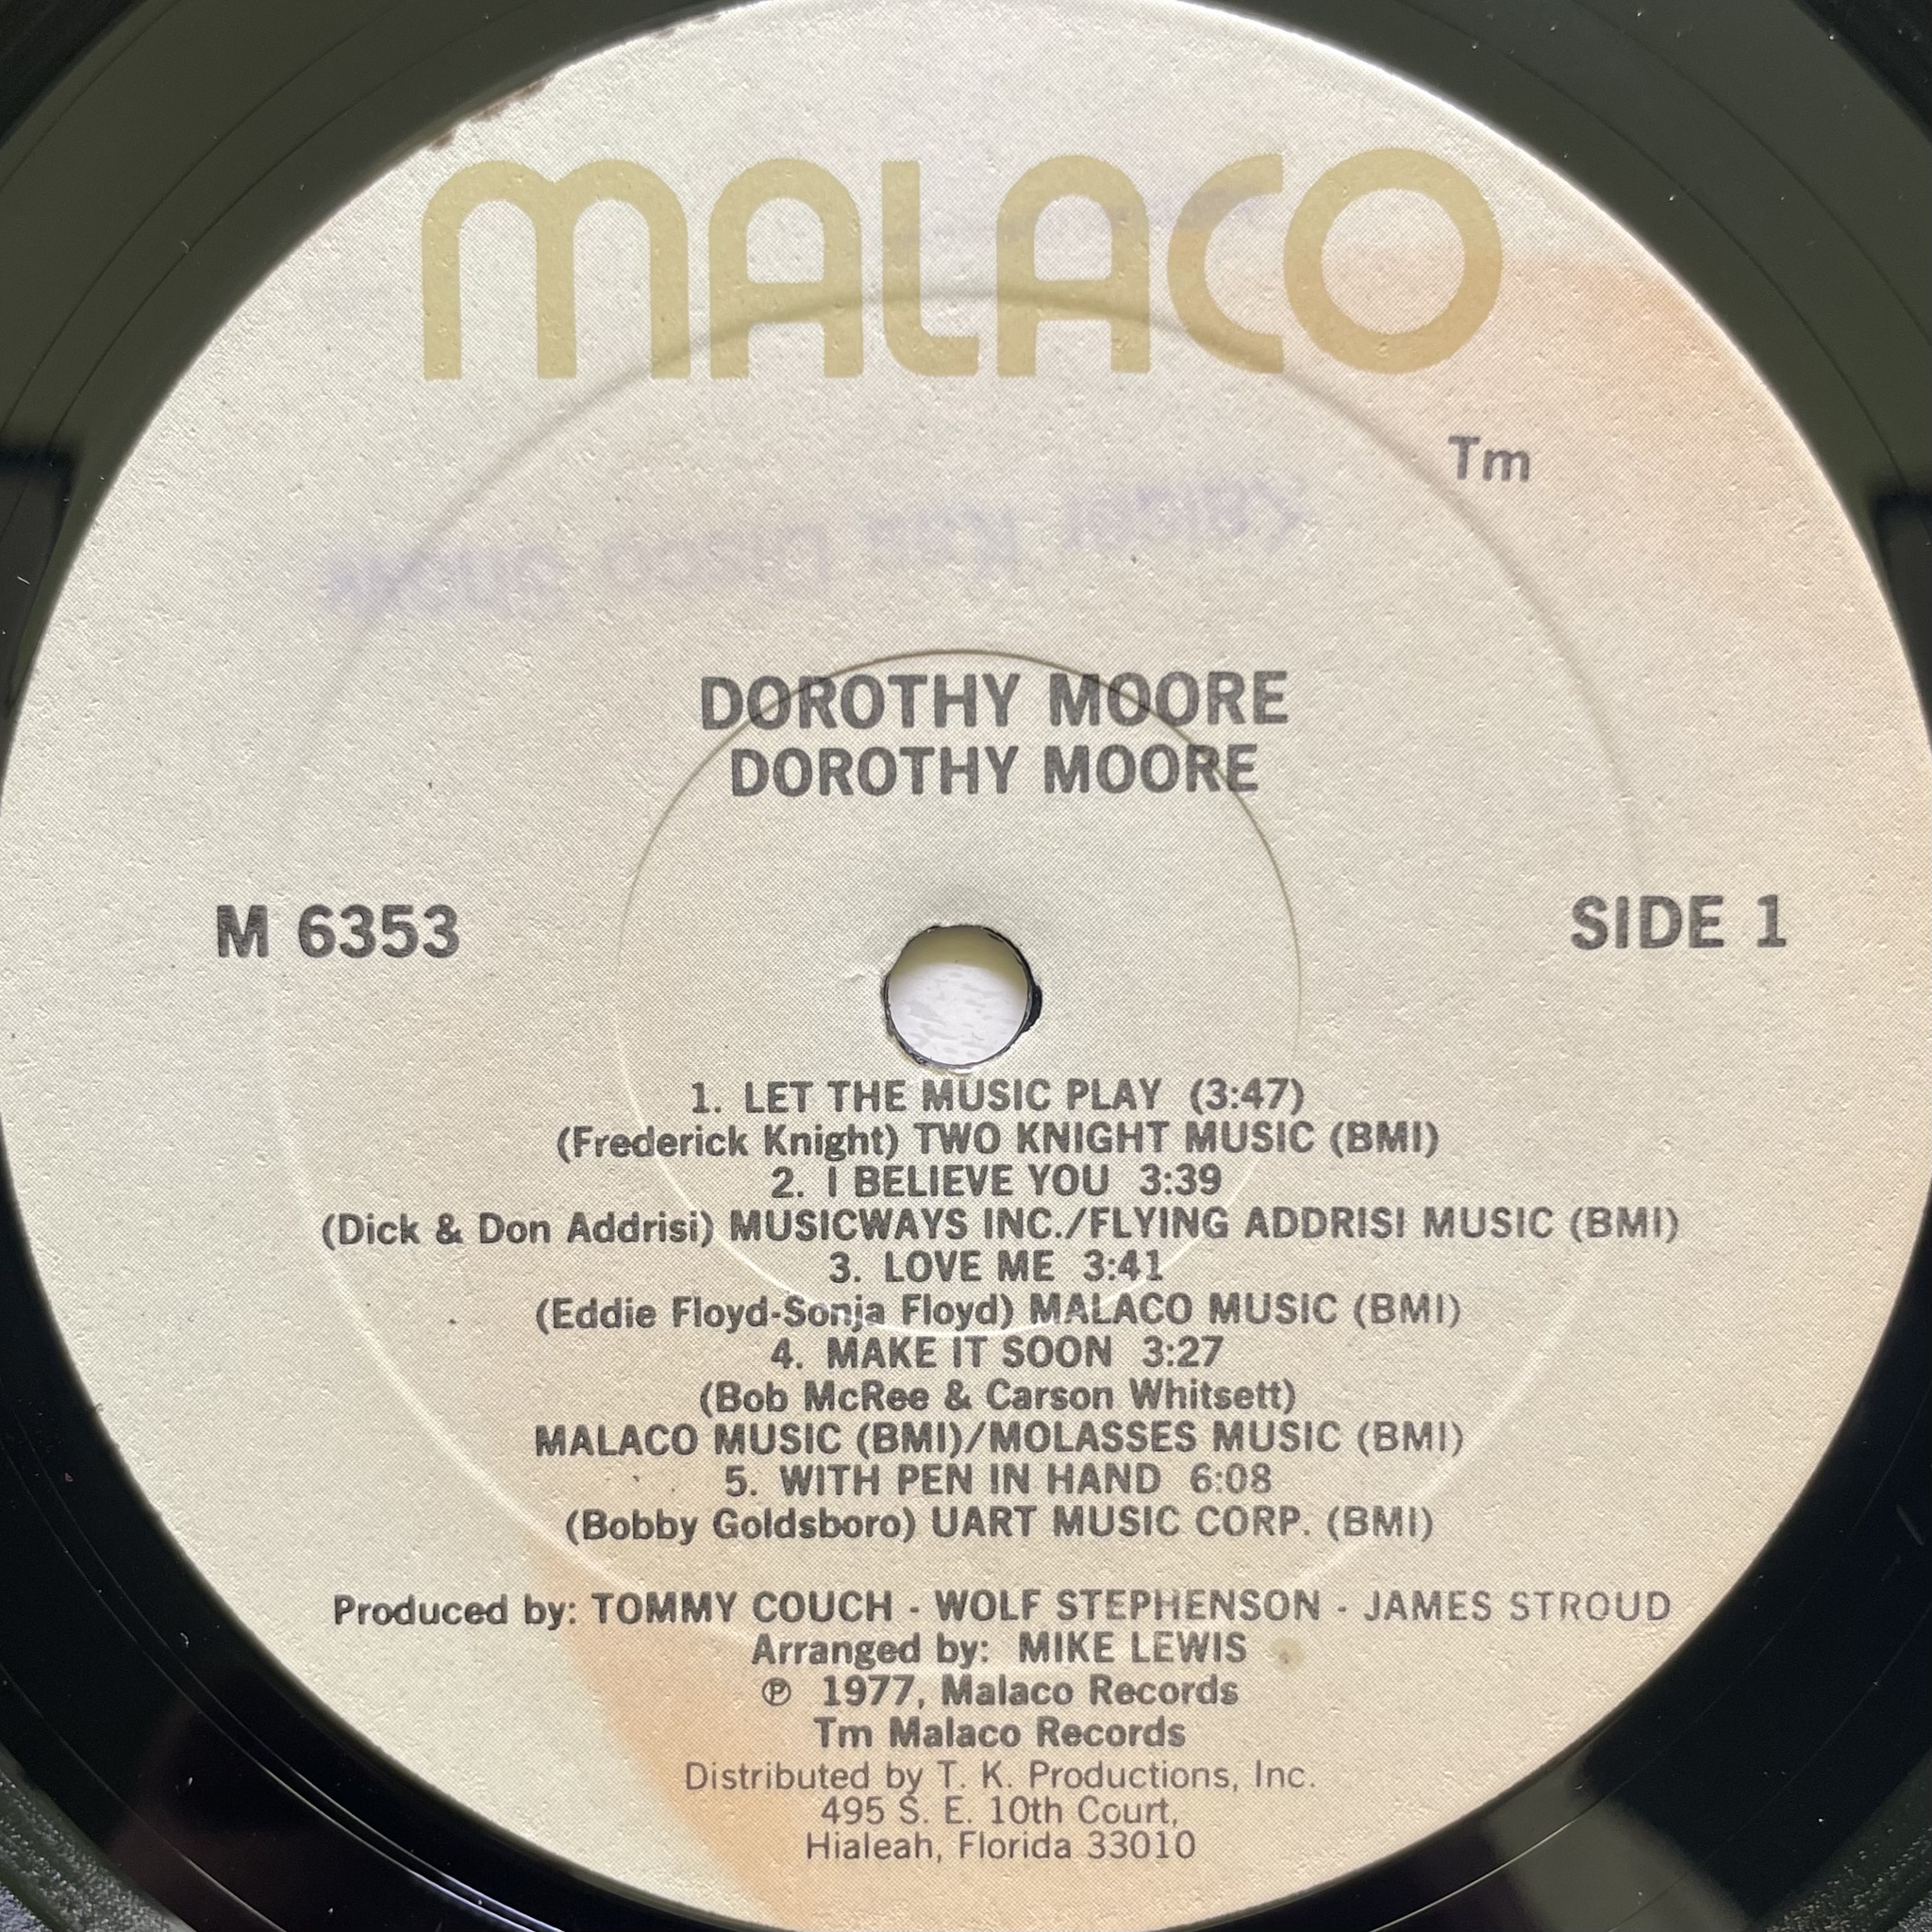 MALACO
Tm
DOROTHY MOORE
DOROTHY MOORE
M 6353
SIDE 1
1. LET THE MUSIC PLAY (3:47)
(Frederick Knight) TWO KNIGHT MUSIC (BMI)
2. I BELIEVE YOU 3:39
(Dick & Don Addrisi) MUSICWAYS INC./FLYING ADDRISI MUSIC (BMI)
3. LOVE ME 3:41
(Eddie Floyd-Sonja Floyd) MALACO MUSIC (BMI)
4. MAKE IT SOON 3:27
(Bob McRee & Carson Whitsett)
MALACO MUSIC (BMI)/MOLASSES MUSIC (BMI)
5. WITH PEN IN HAND 6:08
(Bobby Goldsboro) UART MUSIC CORP. (BMI)
Produced by: TOMMY COUCH - WOLF STEPHENSON - JAMES STROUD
Arranged by: MIKE LEWIS
℗ 1977, Malaco Records
Tm Malaco Records
Distributed by T. K. Productions, Inc.
495 S. E. 10th Court,
Hialeah, Florida 33010